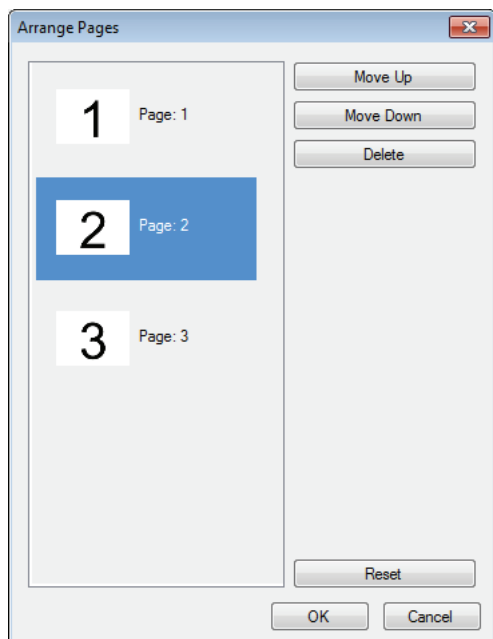 Arrange Pages
1 Page: 1
2 Page: 2
3 Page: 3
Move Up
Move Down
Delete
Reset
OK Cancel